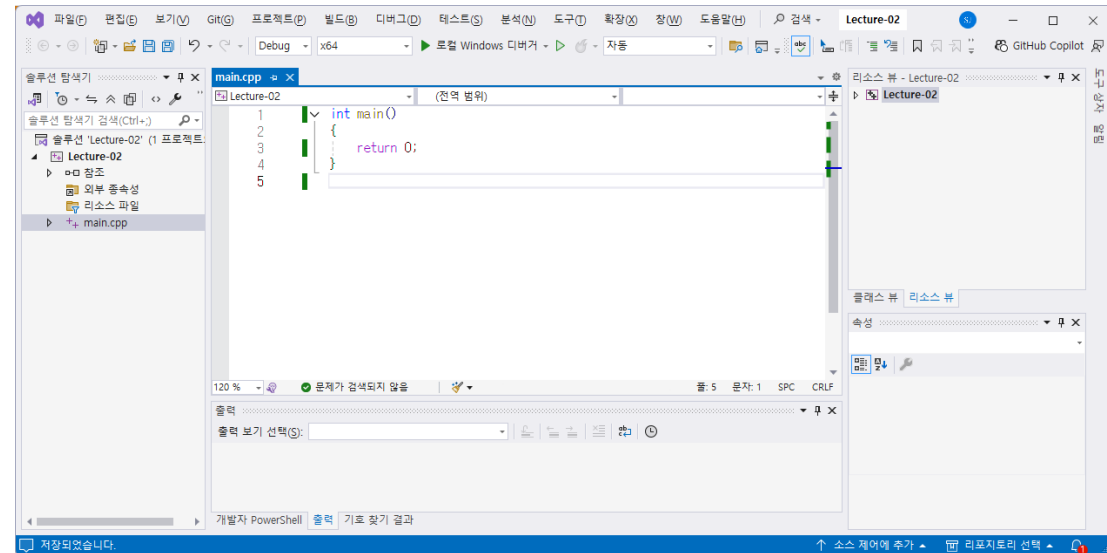 파일(F) 편집(E) 보기(V) Git(G) 프로젝트(P) 빌드(B) 디버그(D) 테스트(S) 분석(N) 도구(T) 확장(X) 창(W) 도움말(H) 검색 Lecture-02 SJ
Debug x64 로컬 Windows 디버거 자동 abc GitHub Copilot
솔루션 탐색기
솔루션 탐색기 검색(Ctrl+;)
솔루션 'Lecture-02' (1 프로젝트
Lecture-02
참조
외부 종속성
리소스 파일
main.cpp
main.cpp
Lecture-02 (전역 범위)
1 int main()
2 {
3 return 0;
4 }
5
120 % 문제가 검색되지 않음 줄: 5 문자: 1 SPC CRLF
출력
출력 보기 선택(S):
개발자 PowerShell 출력 기호 찾기 결과
리소스 뷰 - Lecture-02
Lecture-02
클래스 뷰 리소스 뷰
속성
도구 상자
알림
저장되었습니다. 소스 제어에 추가 리포지토리 선택 1